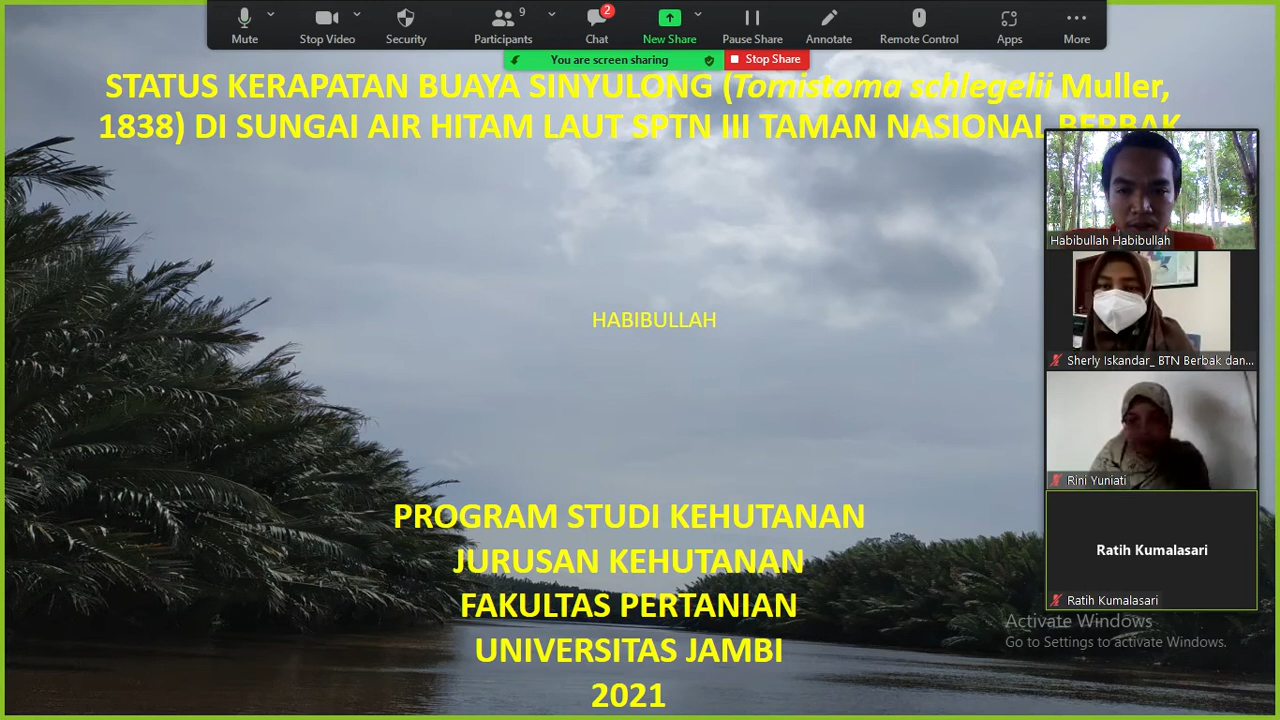 Mute
Stop Video
Security
Participants
9
Chat
2
New Share
Pause Share
Annotate
Remote Control
Apps
More
You are screen sharing
Stop Share
STATUS KERAPATAN BUAYA SINYULONG (Tomistoma schlegelii Muller,
1838) DI SUNGAI AIR HITAM LAUT SPTN III TAMAN NASIONAL BERBAK
HABIBULLAH
PROGRAM STUDI KEHUTANAN
JURUSAN KEHUTANAN
FAKULTAS PERTANIAN
UNIVERSITAS JAMBI
2021
Habibullah Habibullah
Sherly Iskandar_ BTN Berbak dan...
Rini Yuniati
Ratih Kumalasari
Ratih Kumalasari
Activate Windows
Go to Settings to activate Windows.